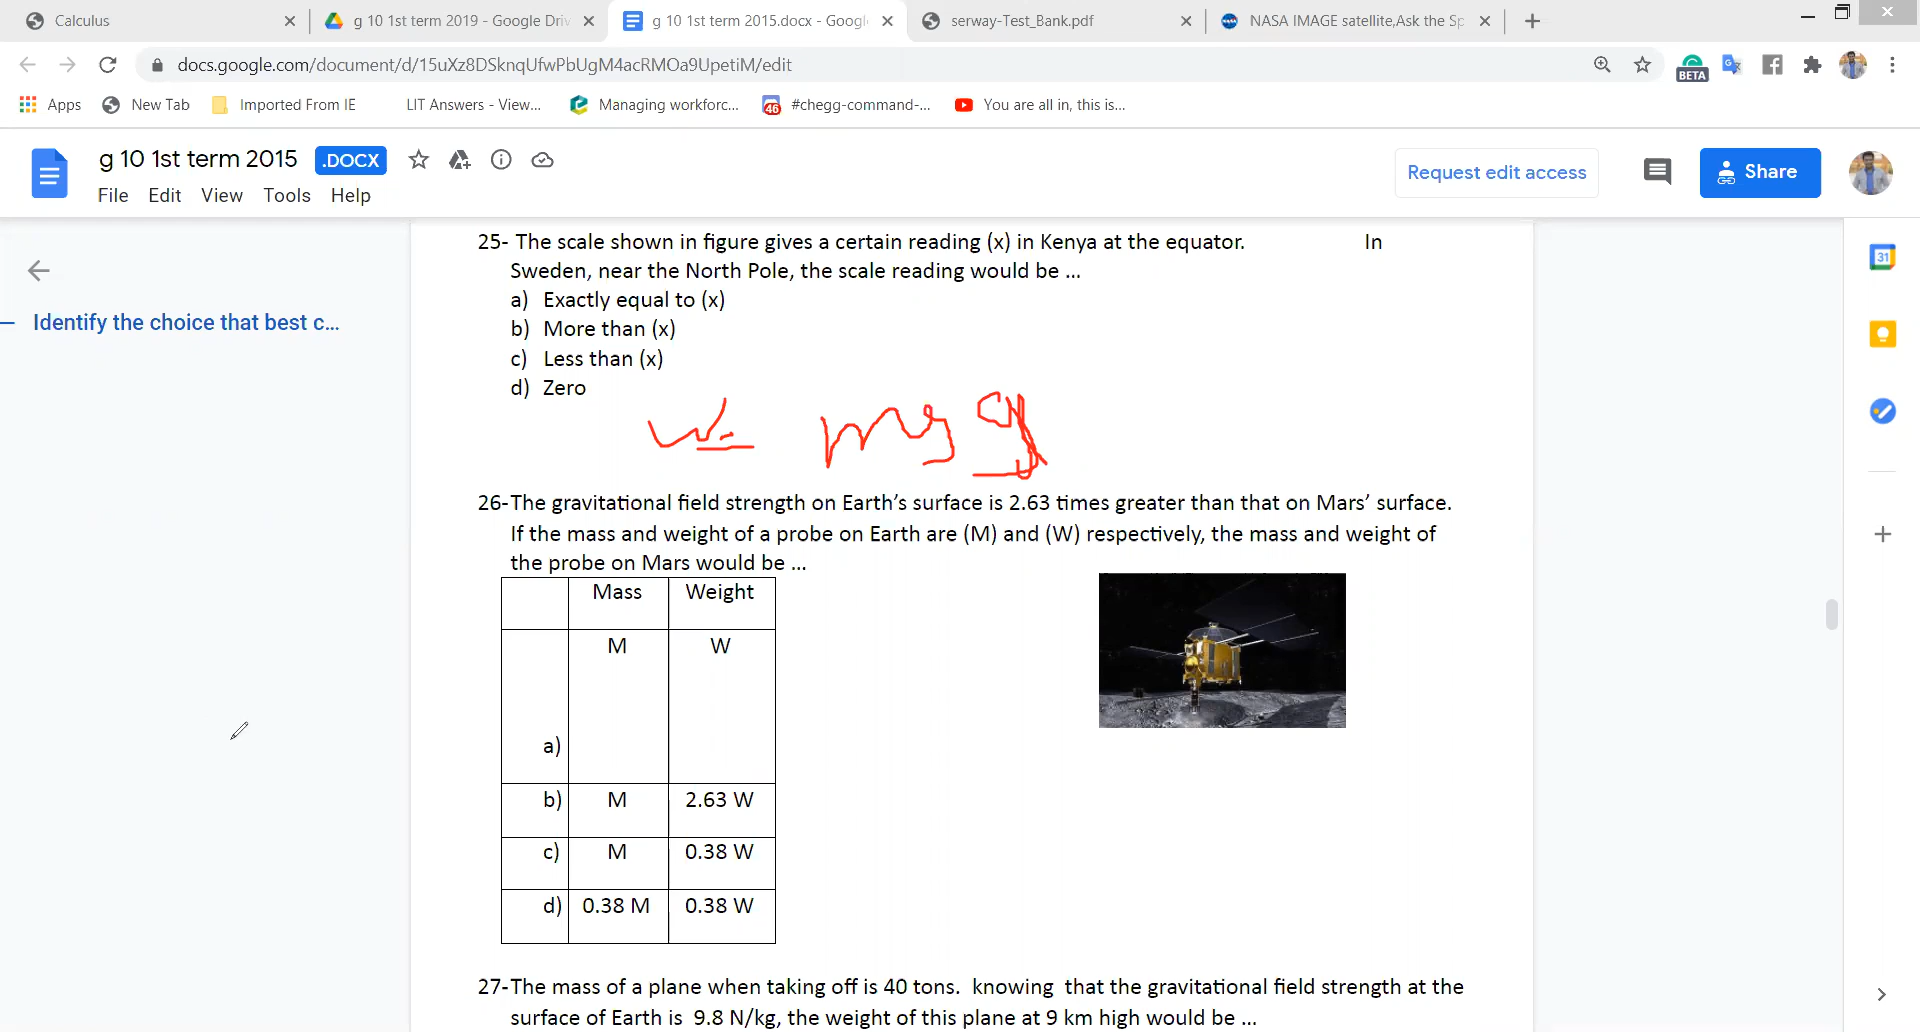 Calculus
g 10 1st term 2019 - Google Driv
g 10 1st term 2015.docx - Googl
serway-Test_Bank.pdf
NASA IMAGE satellite,Ask the Sp
docs.google.com/document/d/15uXz8DSknqUfwPbUgM4acRMOa9UpetiM/edit
BETA
Apps
New Tab
Imported From IE
LIT Answers - View...
Managing workforc...
46
#chegg-command-...
You are all in, this is...
g 10 1st term 2015
.DOCX
Request edit access
Share
File Edit View Tools Help
Identify the choice that best c...
31
25- The scale shown in figure gives a certain reading (x) in Kenya at the equator. In
Sweden, near the North Pole, the scale reading would be ...
a) Exactly equal to (x)
b) More than (x)
c) Less than (x)
d) Zero
26-The gravitational field strength on Earth’s surface is 2.63 times greater than that on Mars’ surface.
If the mass and weight of a probe on Earth are (M) and (W) respectively, the mass and weight of
the probe on Mars would be ...
Mass Weight
a) M W
b) M 2.63 W
c) M 0.38 W
d) 0.38 M 0.38 W
27-The mass of a plane when taking off is 40 tons. knowing that the gravitational field strength at the
surface of Earth is 9.8 N/kg, the weight of this plane at 9 km high would be ...